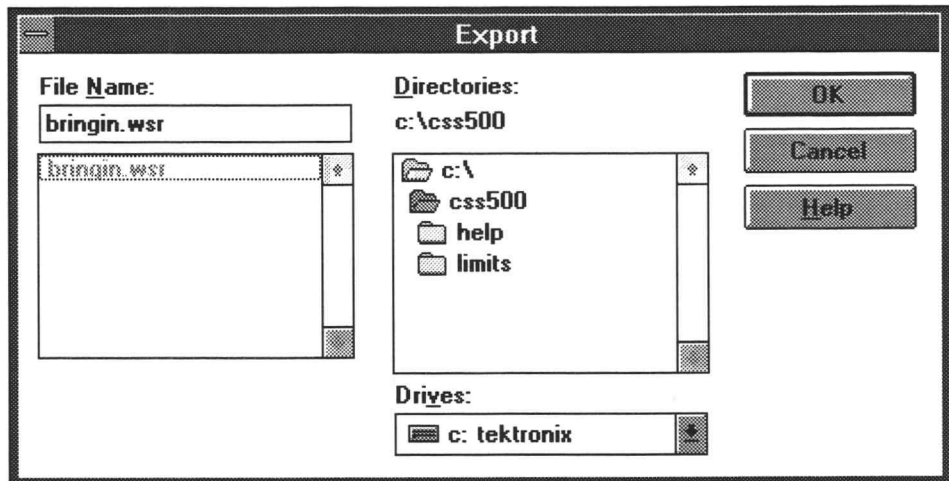 Export
File Name:
bringin.wsr
bringin.wsr
Directories:
c:\css500
c:\
css500
help
limits
Drives:
c: tektronix
OK
Cancel
Help